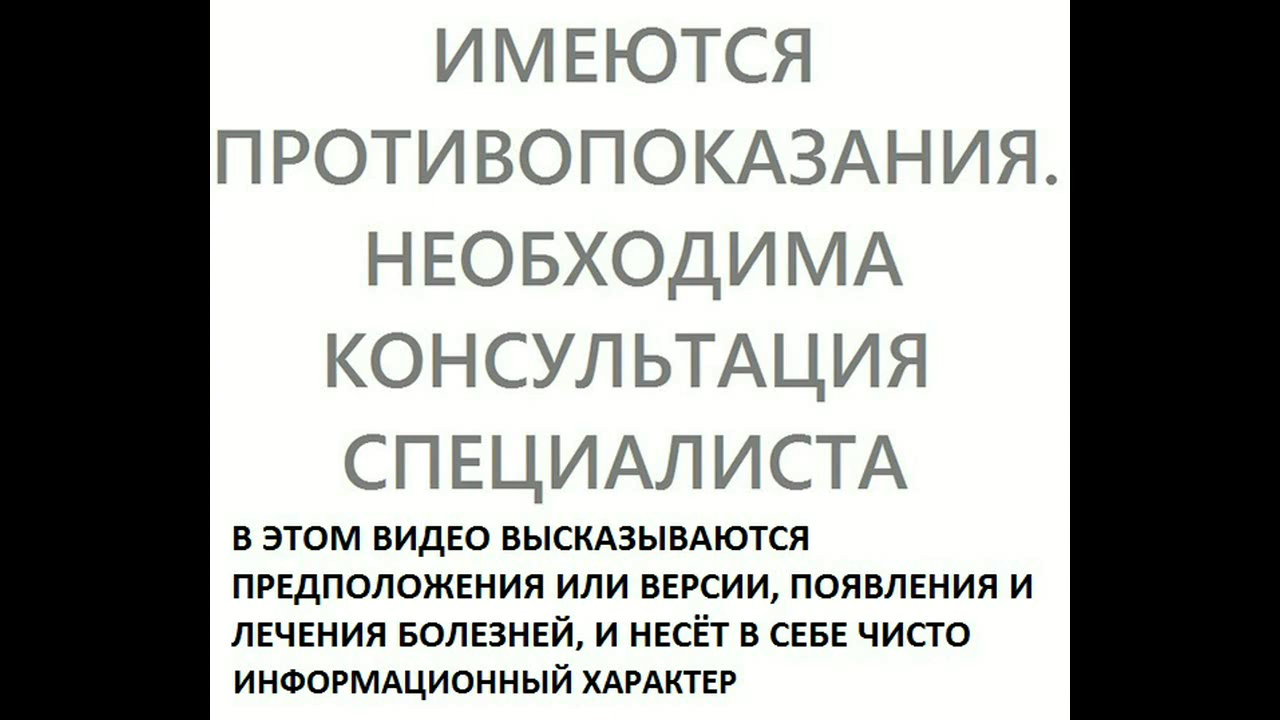 ИМЕЮТСЯ
ПРОТИВОПОКАЗАНИЯ.
НЕОБХОДИМА
КОНСУЛЬТАЦИЯ
СПЕЦИАЛИСТА
В ЭТОМ ВИДЕО ВЫСКАЗЫВАЮТСЯ
ПРЕДПОЛОЖЕНИЯ ИЛИ ВЕРСИИ, ПОЯВЛЕНИЯ И
ЛЕЧЕНИЯ БОЛЕЗНЕЙ, И НЕСЁТ В СЕБЕ ЧИСТО
ИНФОРМАЦИОННЫЙ ХАРАКТЕР